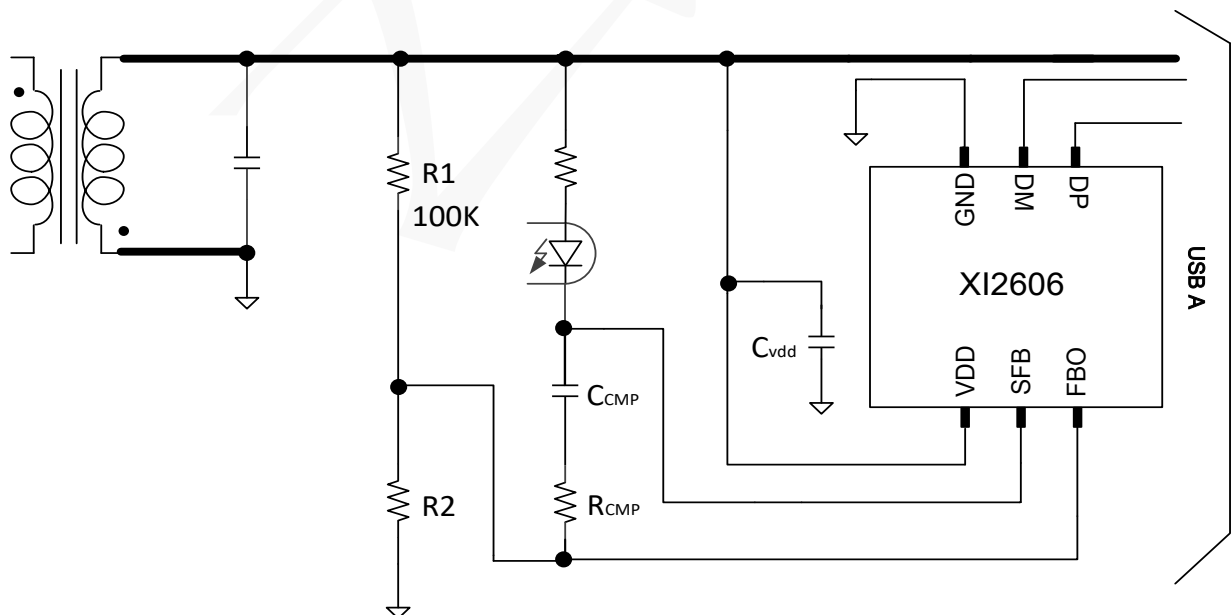 R1
100K
R2
CCMP
RCMP
Cvdd
GND
DM
DP
XI2606
VDD
SFB
FBO
USB A